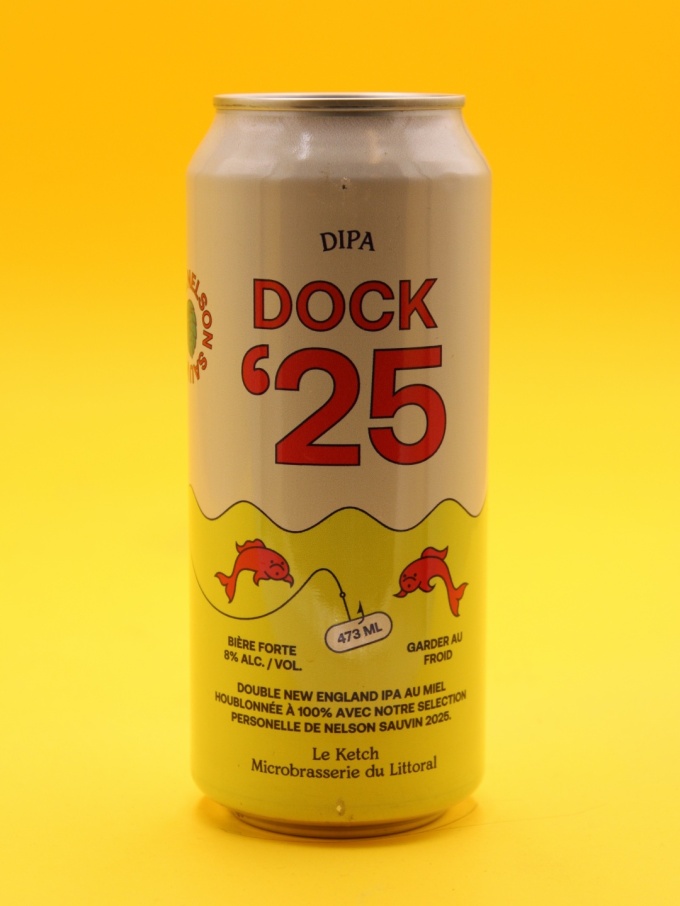 DIPA
NELSON
DOCK
‘25
473 ML
BIÈRE FORTE
8% ALC. / VOL.
GARDER AU
FROID
DOUBLE NEW ENGLAND IPA AU MIEL
HOUBLONNÉE À 100% AVEC NOTRE SELECTION
PERSONELLE DE NELSON SAUVIN 2025.
Le Ketch
Microbrasserie du Littoral